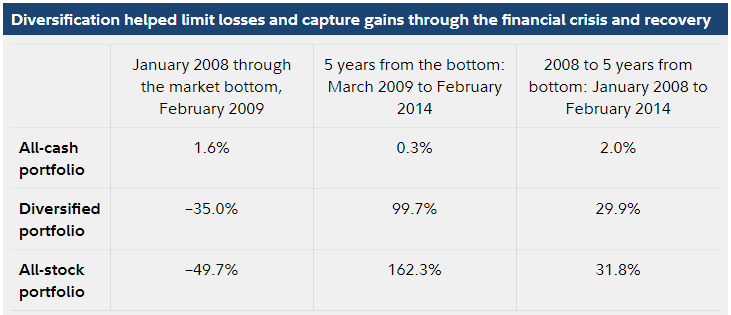 Diversification helped limit losses and capture gains through the financial crisis and recovery
January 2008 through
the market bottom,
February 2009
5 years from the bottom:
March 2009 to February
2014
2008 to 5 years from
bottom: January 2008 to
February 2014
All-cash
portfolio
1.6%
0.3%
2.0%
Diversified
portfolio
–35.0%
99.7%
29.9%
All-stock
portfolio
–49.7%
162.3%
31.8%